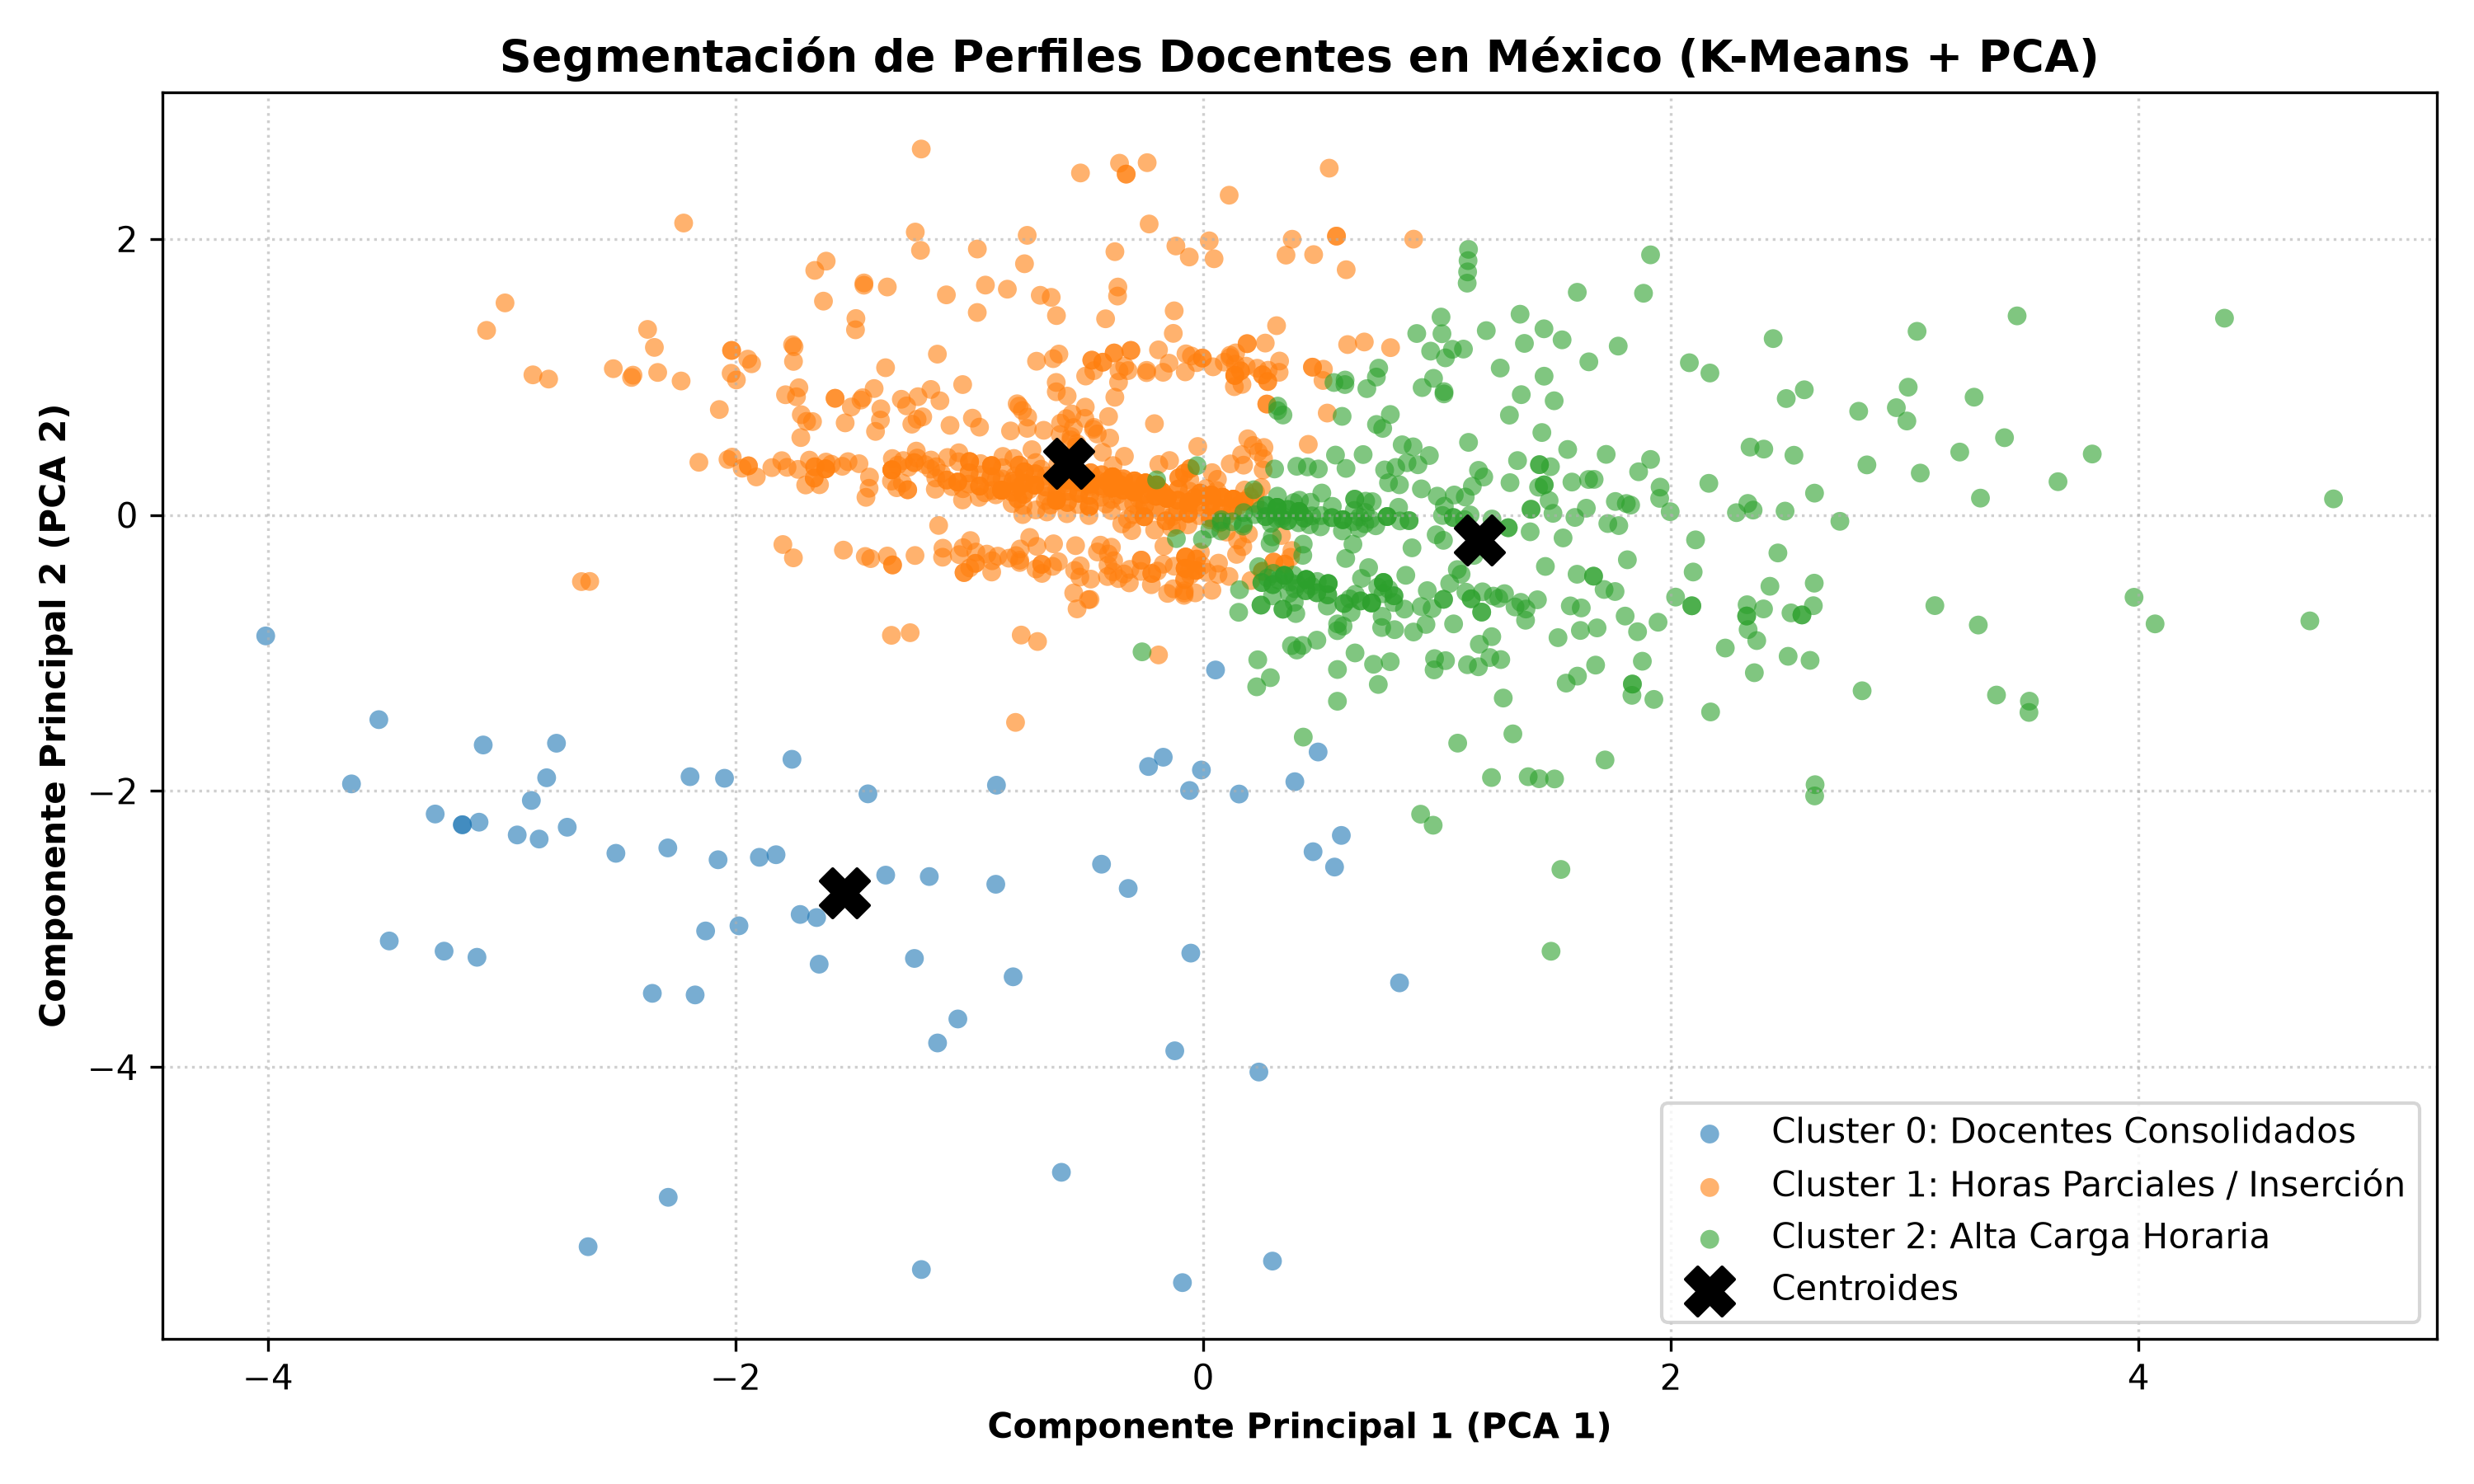 Segmentación de Perfiles Docentes en México (K-Means + PCA)
Componente Principal 2 (PCA 2)
2
0
−2
−4
Cluster 0: Docentes Consolidados
Cluster 1: Horas Parciales / Inserción
Cluster 2: Alta Carga Horaria
Centroides
−4
−2
0
2
4
Componente Principal 1 (PCA 1)